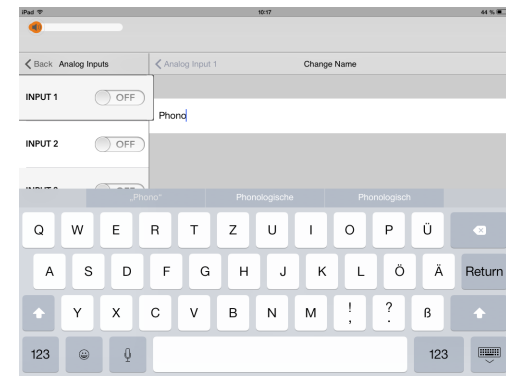 iPad 10:17 44 %
Back Analog Inputs
Analog Input 1 Change Name
INPUT 1 OFF
Phono
INPUT 2 OFF
„Phono“ Phonologische Phonologisch
Q W E R T Z U I O P Ü
A S D F G H J K L Ö Ä Return
Y X C V B N M ! , ? . ß
123 123